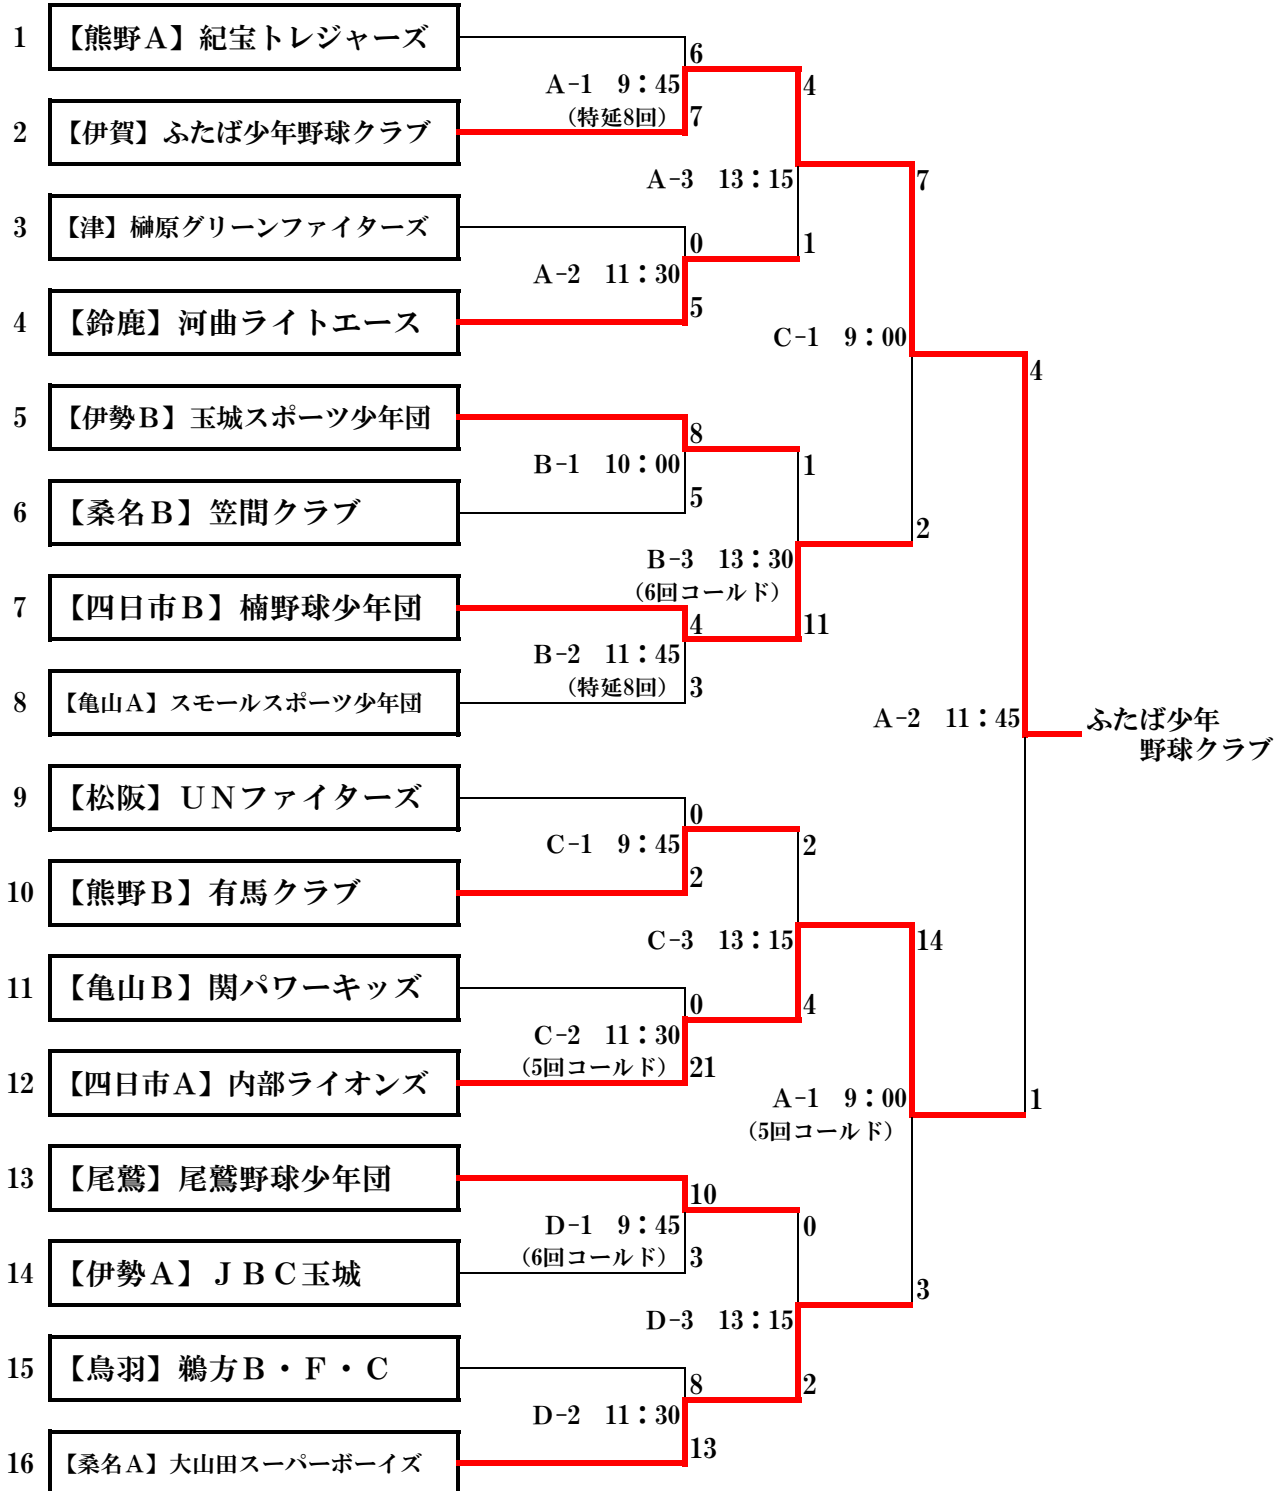 1 【熊野A】紀宝トレジャーズ
6
A-1 9：45
4
(特延8回) 7
2 【伊賀】ふたば少年野球クラブ
A-3 13：15
7
3 【津】榊原グリーンファイターズ
0
1
A-2 11：30
5
4 【鈴鹿】河曲ライトエース
C-1 9：00
4
5 【伊勢B】玉城スポーツ少年団
8
B-1 10：00
1
5
6 【桑名B】笠間クラブ
2
B-3 13：30
(6回コールド)
7 【四日市B】楠野球少年団
4
11
B-2 11：45
(特延8回) 3
8 【亀山A】スモールスポーツ少年団
A-2 11：45
ふたば少年
野球クラブ
9 【松阪】UNファイターズ
0
C-1 9：45
2
2
10 【熊野B】有馬クラブ
C-3 13：15
14
11 【亀山B】関パワーキッズ
0
4
C-2 11：30
(5回コールド) 21
12 【四日市A】内部ライオンズ
A-1 9：00
1
(5回コールド)
13 【尾鷲】尾鷲野球少年団
10
D-1 9：45
0
(6回コールド) 3
14 【伊勢A】JBC玉城
3
D-3 13：15
15 【鳥羽】鵜方B・F・C
8
2
D-2 11：30
13
16 【桑名A】大山田スーパーボーイズ